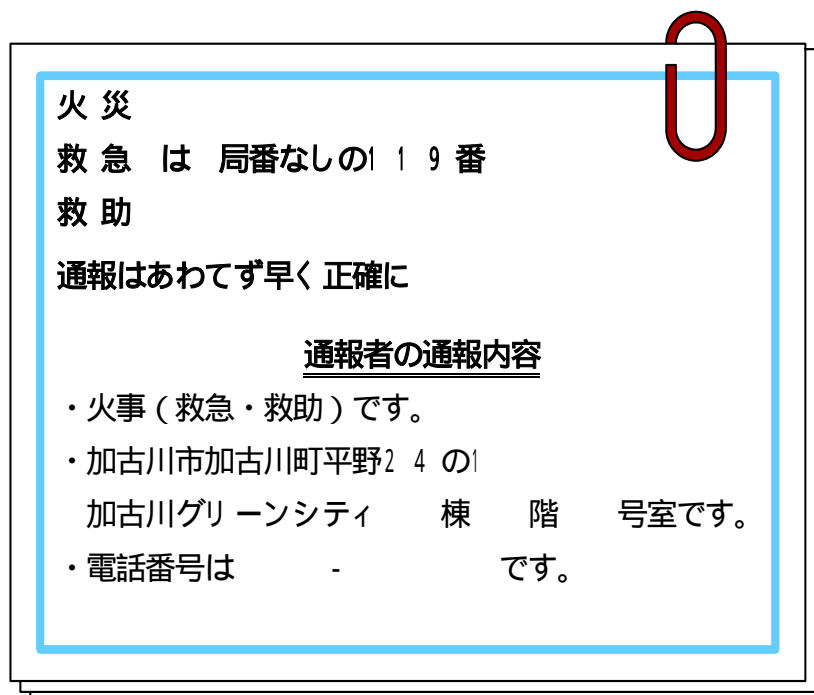 火 災
救 急　は　局番なしの1 1 9 番
救 助
通報はあわてず早く正確に
通報者の通報内容
・火事（救急・救助）です。
・加古川市加古川町平野2 4 の1
加古川グリーンシティ　　棟　　階　　号室です。
・電話番号は　　　-　　　　　です。